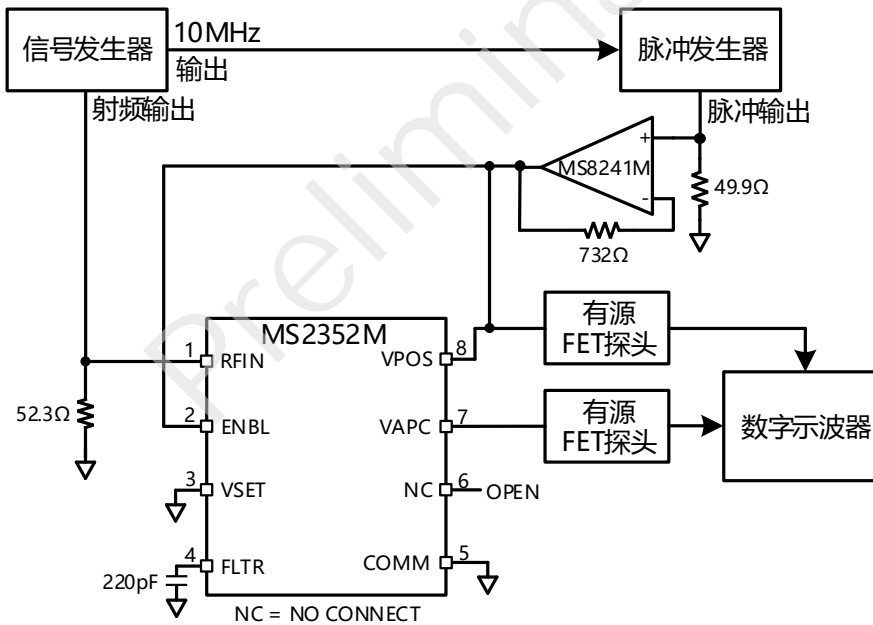 信号发生器
10MHz
输出
脉冲发生器
射频输出
脉冲输出
+
MS8241M
-
49.9Ω
732Ω
MS2352M
有源
FET探头
1
RFIN
VPOS
8
52.3Ω
2
ENBL
VAPC
7
有源
FET探头
数字示波器
3
VSET
NC
6
OPEN
4
FLTR
COMM
5
220pF
NC = NO CONNECT